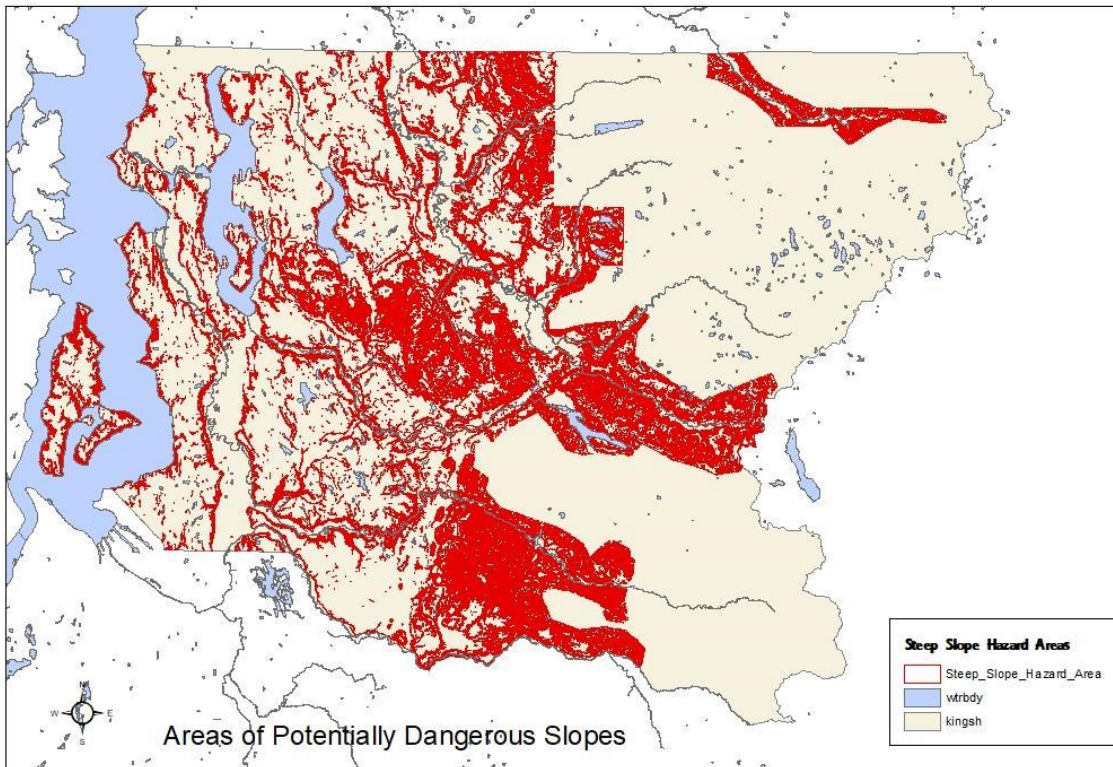 Steep Slope Hazard Areas
Steep_Slope_Hazard_Area
wtrbdy
kingsh
N
W E
S
Areas of Potentially Dangerous Slopes